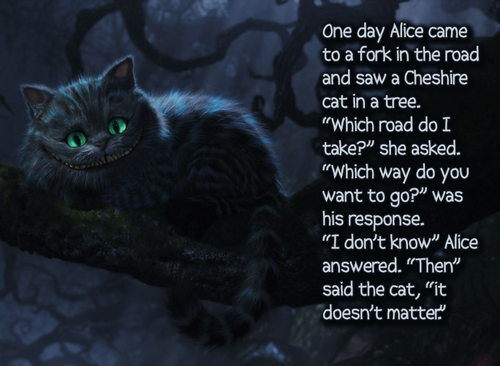 One day Alice came
to a fork in the road
and saw a Cheshire
cat in a tree.
“Which road do I
take?” she asked.
“Which way do you
want to go?” was
his response.
“I don't know” Alice
answered. “Then”
said the cat, “it
doesn't matter.”